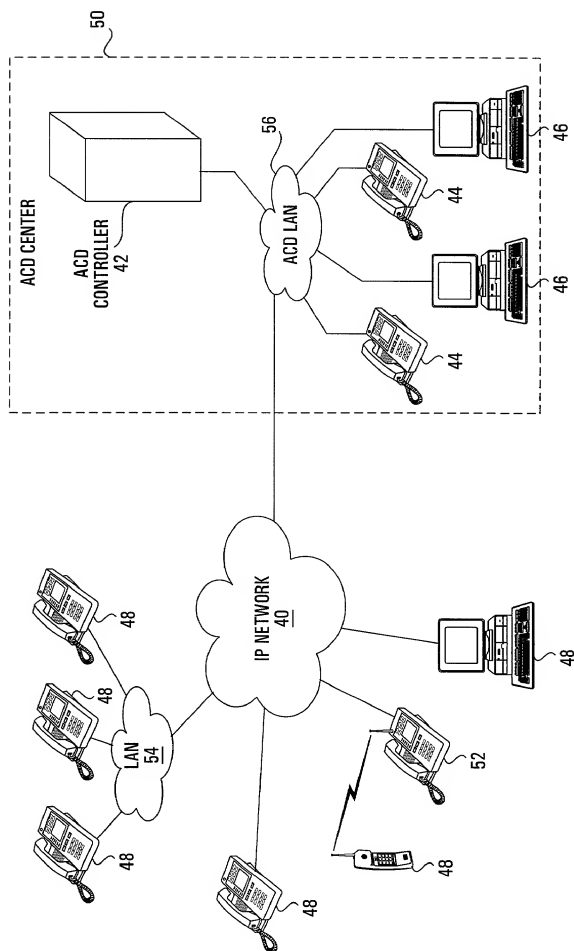 50
ACD CENTER
ACD
CONTROLLER
42
56
ACD LAN
46
44
46
44
IP NETWORK
40
48
48
48
LAN
54
48
52
48
48